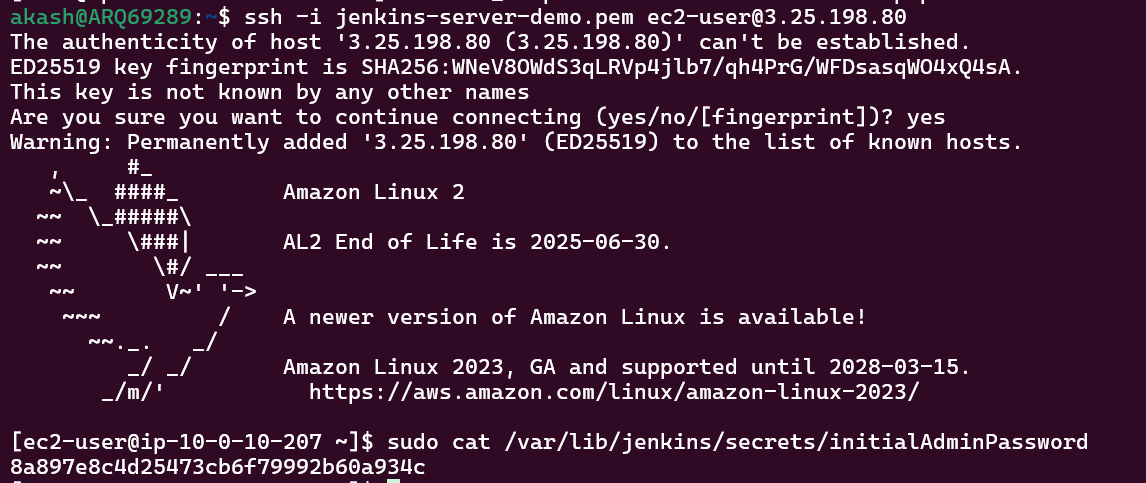 akash@ARQ69289:~$ ssh -i jenkins-server-demo.pem ec2-user@3.25.198.80
The authenticity of host '3.25.198.80 (3.25.198.80)' can't be established.
ED25519 key fingerprint is SHA256:WNeV8OWdS3qLRVp4jlb7/qh4PrG/WFDsasqWO4xQ4sA.
This key is not known by any other names
Are you sure you want to continue connecting (yes/no/[fingerprint])? yes
Warning: Permanently added '3.25.198.80' (ED25519) to the list of known hosts.
   ,     #_
   ~\_  ####_        Amazon Linux 2
  ~~  \_#####\
  ~~     \###|       AL2 End of Life is 2025-06-30.
  ~~       \#/ ___
   ~~       V~' '->
    ~~~         /    A newer version of Amazon Linux is available!
      ~~._.   _/
         _/ _/       Amazon Linux 2023, GA and supported until 2028-03-15.
       _/m/'           https://aws.amazon.com/linux/amazon-linux-2023/
[ec2-user@ip-10-0-10-207 ~]$ sudo cat /var/lib/jenkins/secrets/initialAdminPassword
8a897e8c4d25473cb6f79992b60a934c